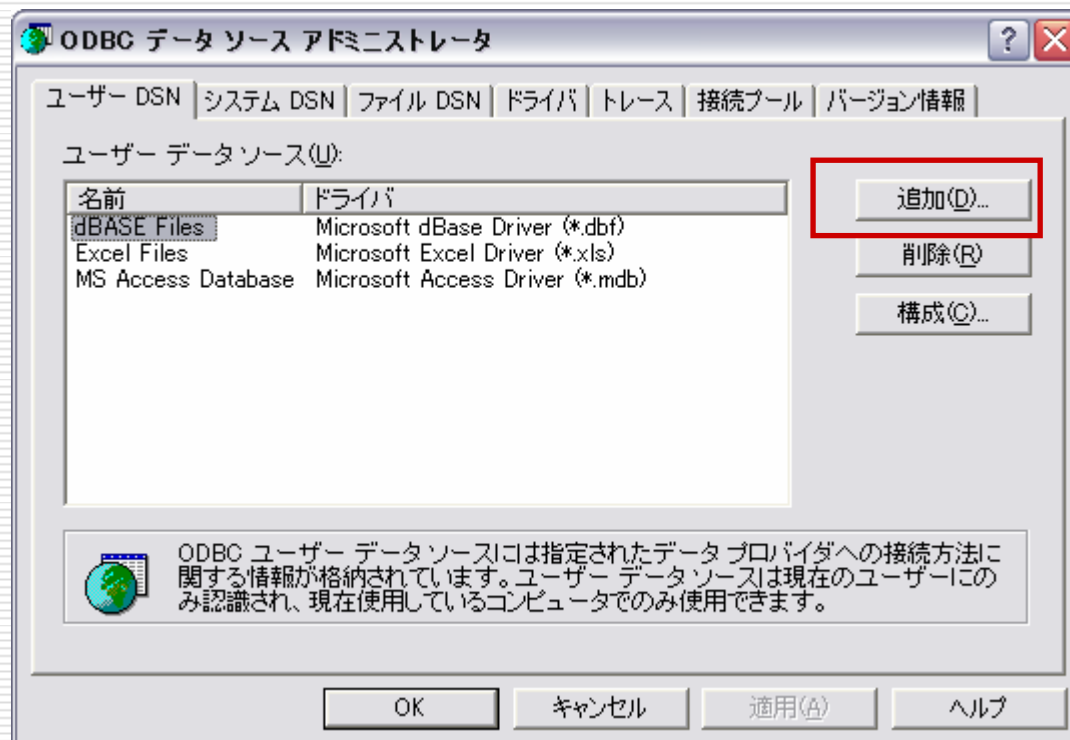 ODBC データ ソース アドミニストレータ
ユーザー DSN システム DSN ファイル DSN ドライバ トレース 接続プール バージョン情報
ユーザー データ ソース(U):
名前 ドライバ
dBASE Files Microsoft dBase Driver (*.dbf)
Excel Files Microsoft Excel Driver (*.xls)
MS Access Database Microsoft Access Driver (*.mdb)
追加(D)...
削除(R)
構成(C)...
ODBC ユーザー データ ソースには指定されたデータ プロバイダへの接続方法に
関する情報が格納されています。ユーザー データ ソースは現在のユーザーにの
み認識され、現在使用しているコンピュータでのみ使用できます。
OK キャンセル 適用(A) ヘルプ